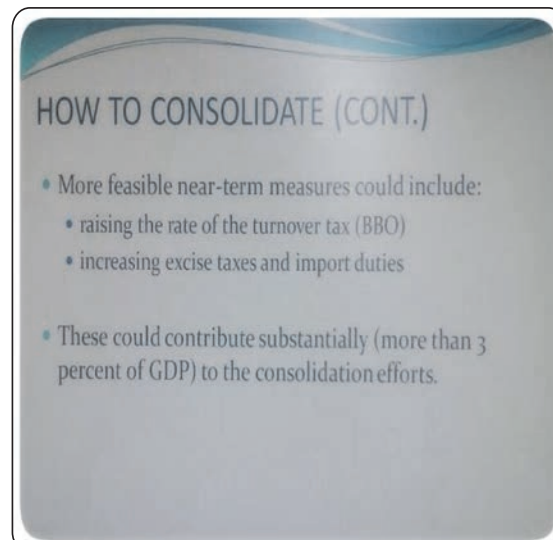 HOW TO CONSOLIDATE (CONT.)
• More feasible near-term measures could include:
• raising the rate of the turnover tax (BBO)
• increasing excise taxes and import duties
• These could contribute substantially (more than 3
percent of GDP) to the consolidation efforts.